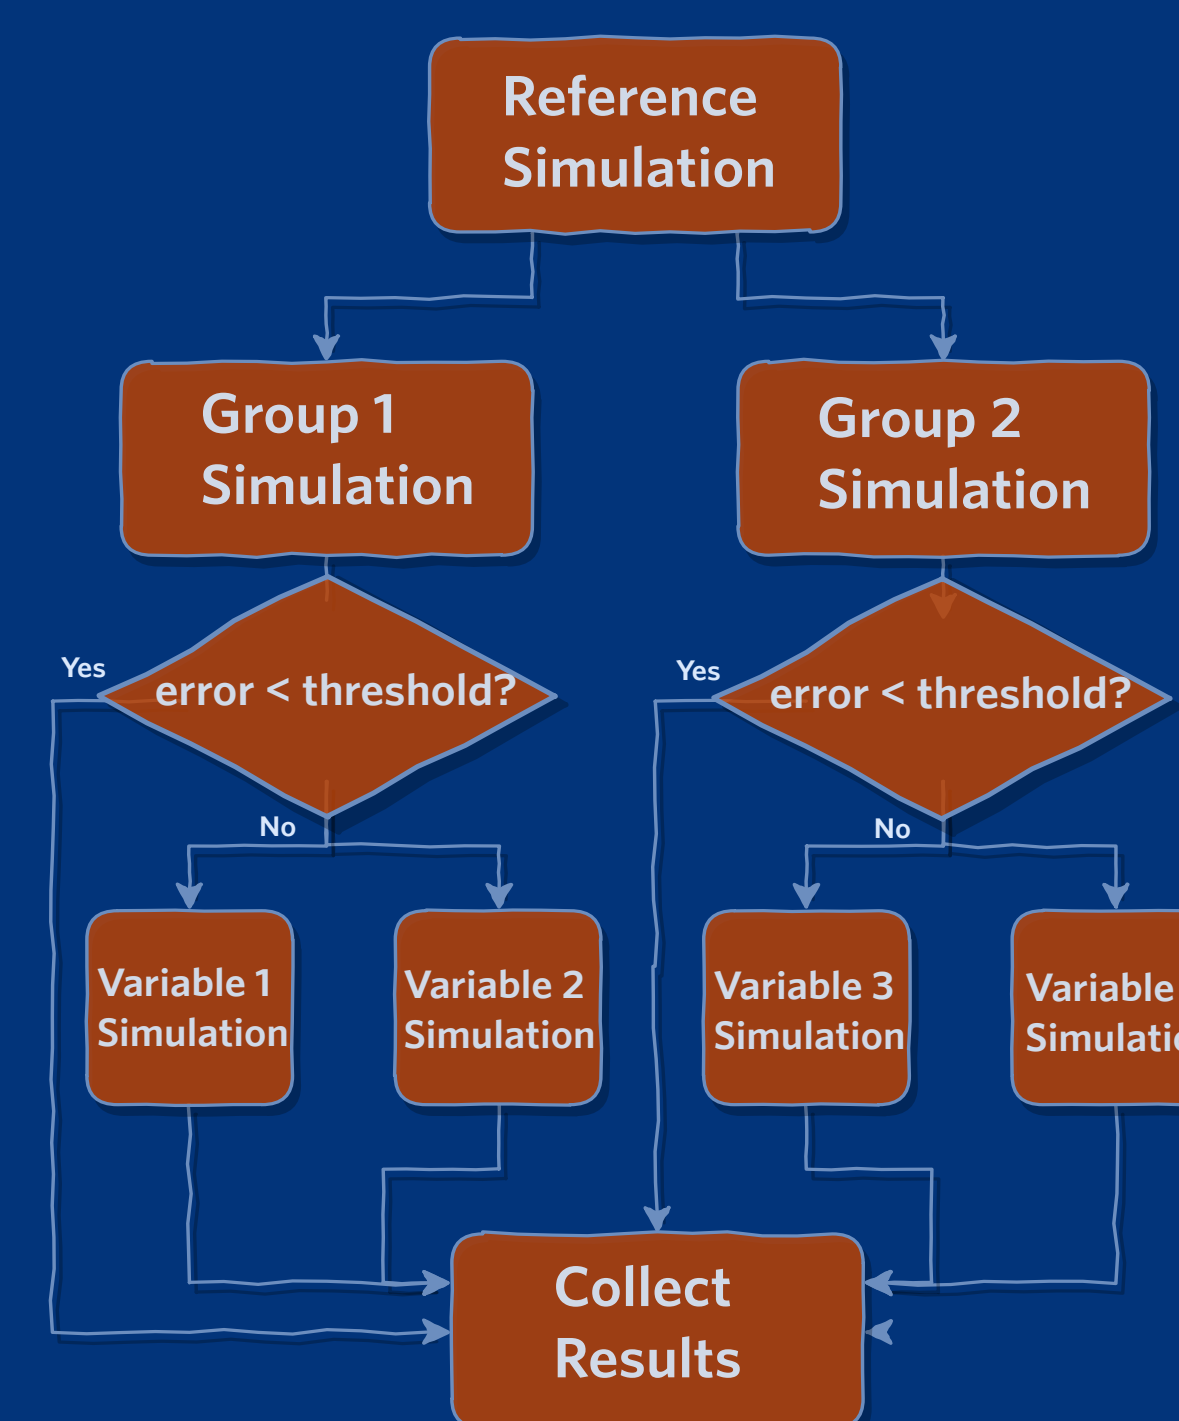 Reference
Simulation
Group 1
Simulation
Group 2
Simulation
Yes
error < threshold?
Yes
error < threshold?
No
No
Variable 1
Simulation
Variable 2
Simulation
Variable 3
Simulation
Variable
Collect
Results